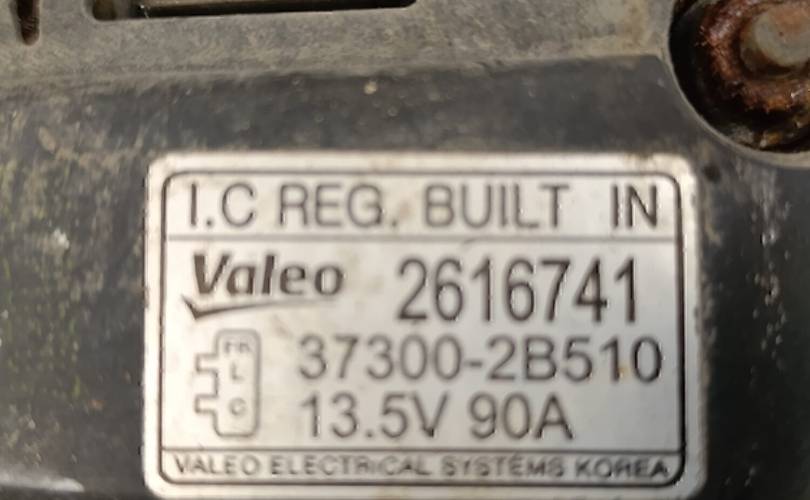 I.C REG. BUILT IN
Valeo 2616741
37300-2B510
L
C
13.5V 90A
VALEO ELECTRICAL SYSTEMS KOREA